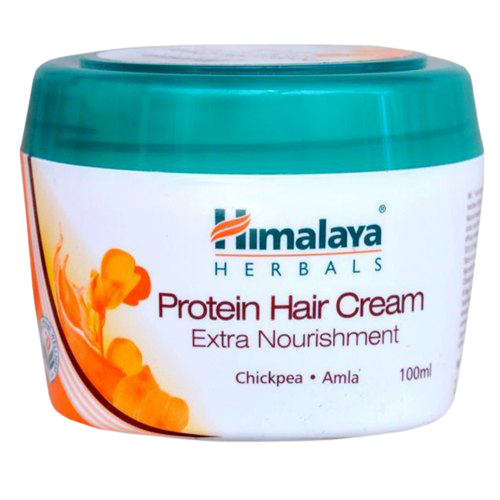 Himalaya®
HERBALS
Protein Hair Cream
Extra Nourishment
Chickpea • Amla
100ml